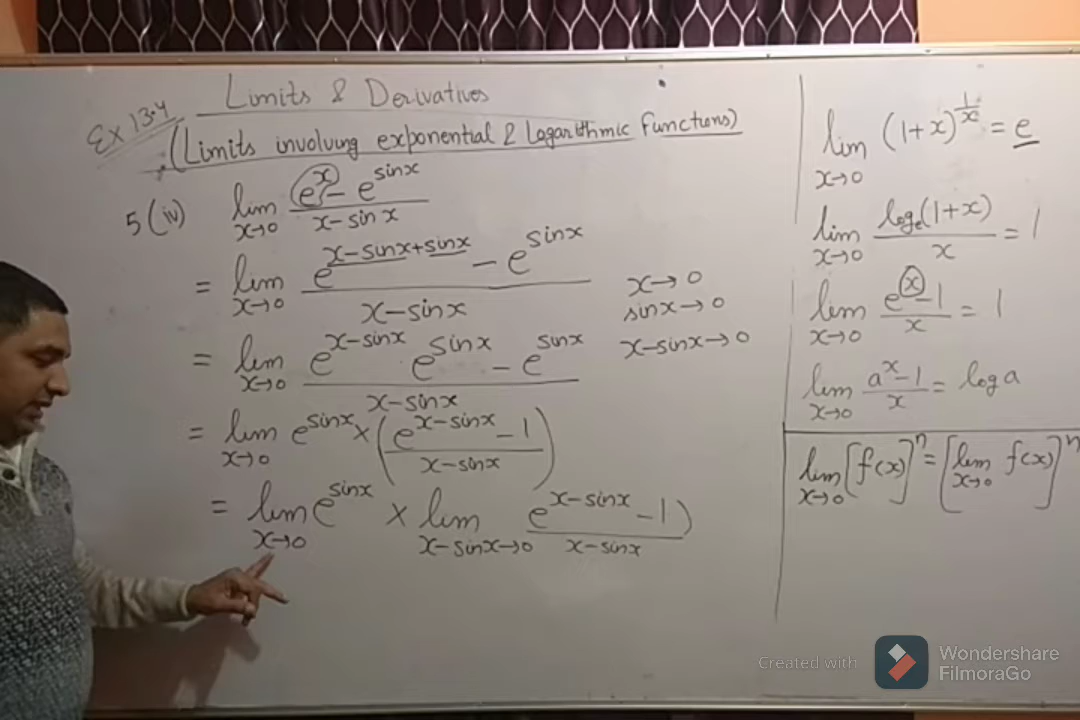 Ex 13.4
Limits & Derivatives
(Limits involving exponential & Logarithmic Functions)
5(iv) lim x→0 (e^x − e^sinx)/(x−sin x)
= lim x→0 (e^(x−sinx+sinx) − e^sinx)/(x−sinx)
x→0
sinx→0
x−sinx→0
= lim x→0 (e^(x−sinx) e^sinx − e^sinx)/(x−sinx)
= lim x→0 e^sinx × ((e^(x−sinx) −1)/(x−sinx))
= lim x→0 e^sinx × lim x−sinx→0 (e^(x−sinx) −1)/(x−sinx)
lim x→0 (1+x)^(1/x) = e
lim x→0 log_e(1+x)/x = 1
lim x→0 (e^x −1)/x = 1
lim x→0 (a^x −1)/x = log a
lim x→0 [f(x)]^n = [lim x→0 f(x)]^n
Created with Wondershare
FilmoraGo